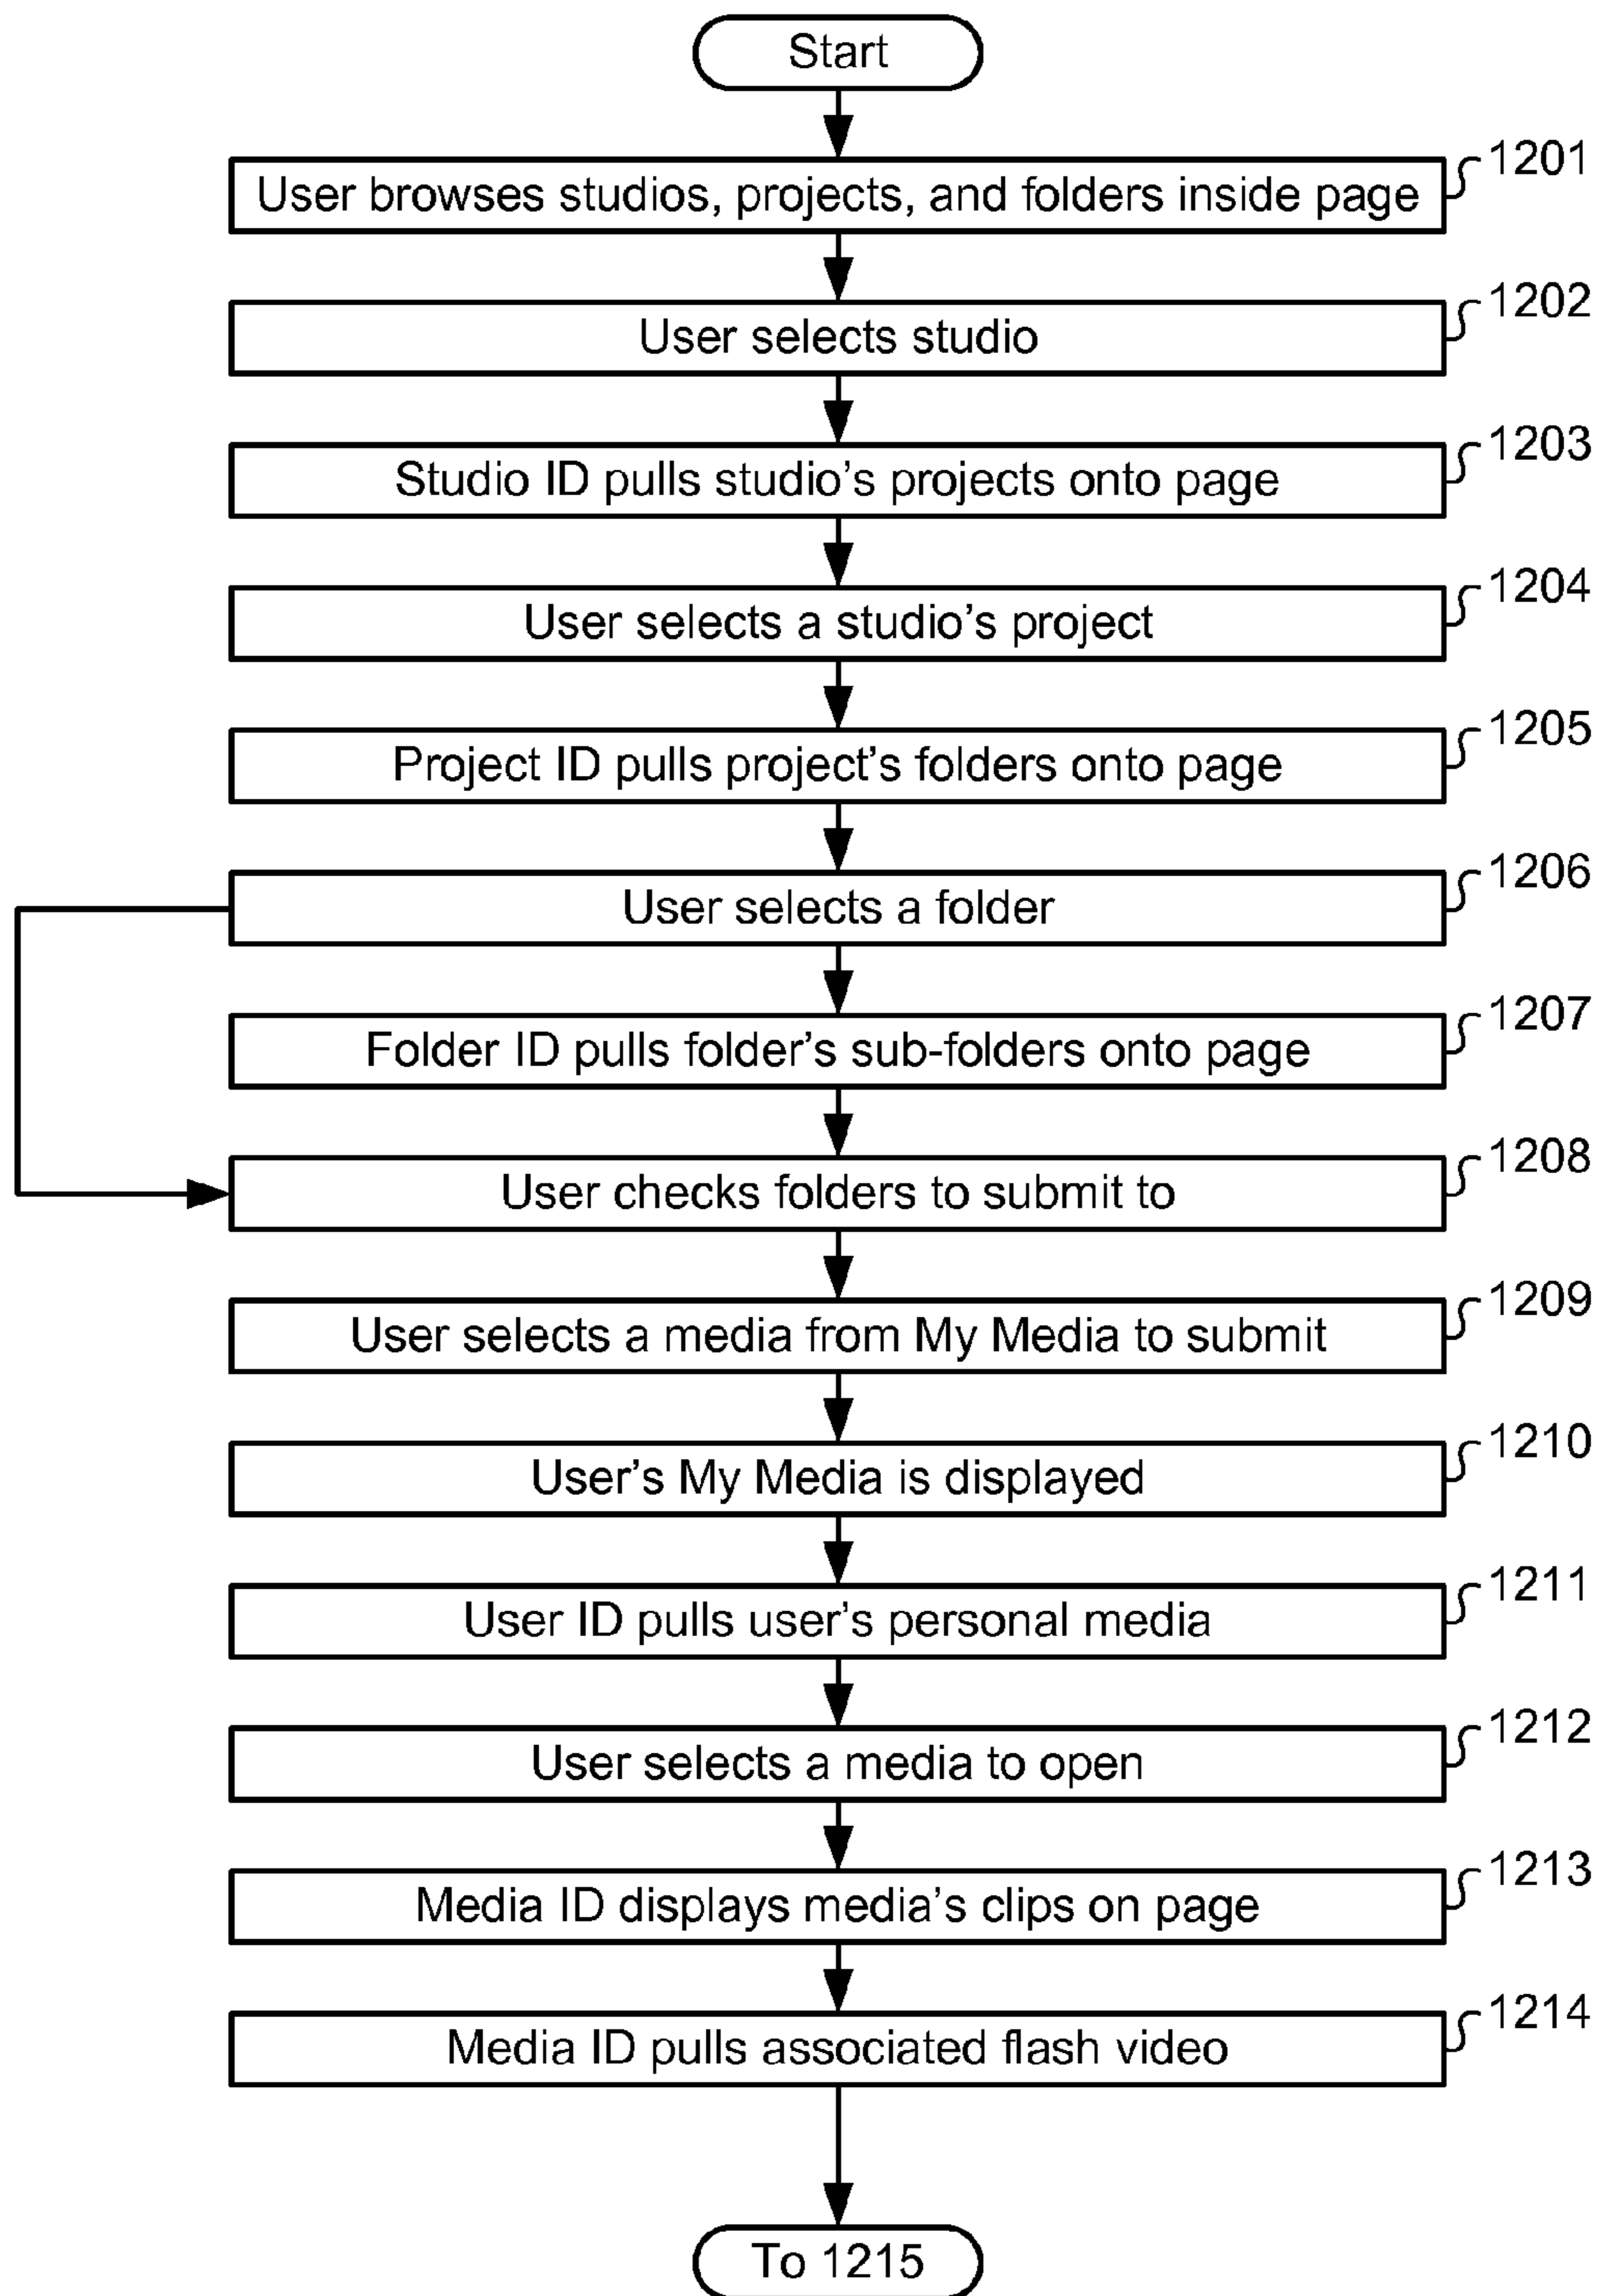 Start
1201
User browses studios, projects, and folders inside page
1202
User selects studio
1203
Studio ID pulls studio’s projects onto page
1204
User selects a studio’s project
1205
Project ID pulls project’s folders onto page
1206
User selects a folder
1207
Folder ID pulls folder’s sub-folders onto page
1208
User checks folders to submit to
1209
User selects a media from My Media to submit
1210
User’s My Media is displayed
1211
User ID pulls user’s personal media
1212
User selects a media to open
1213
Media ID displays media’s clips on page
1214
Media ID pulls associated flash video
To 1215